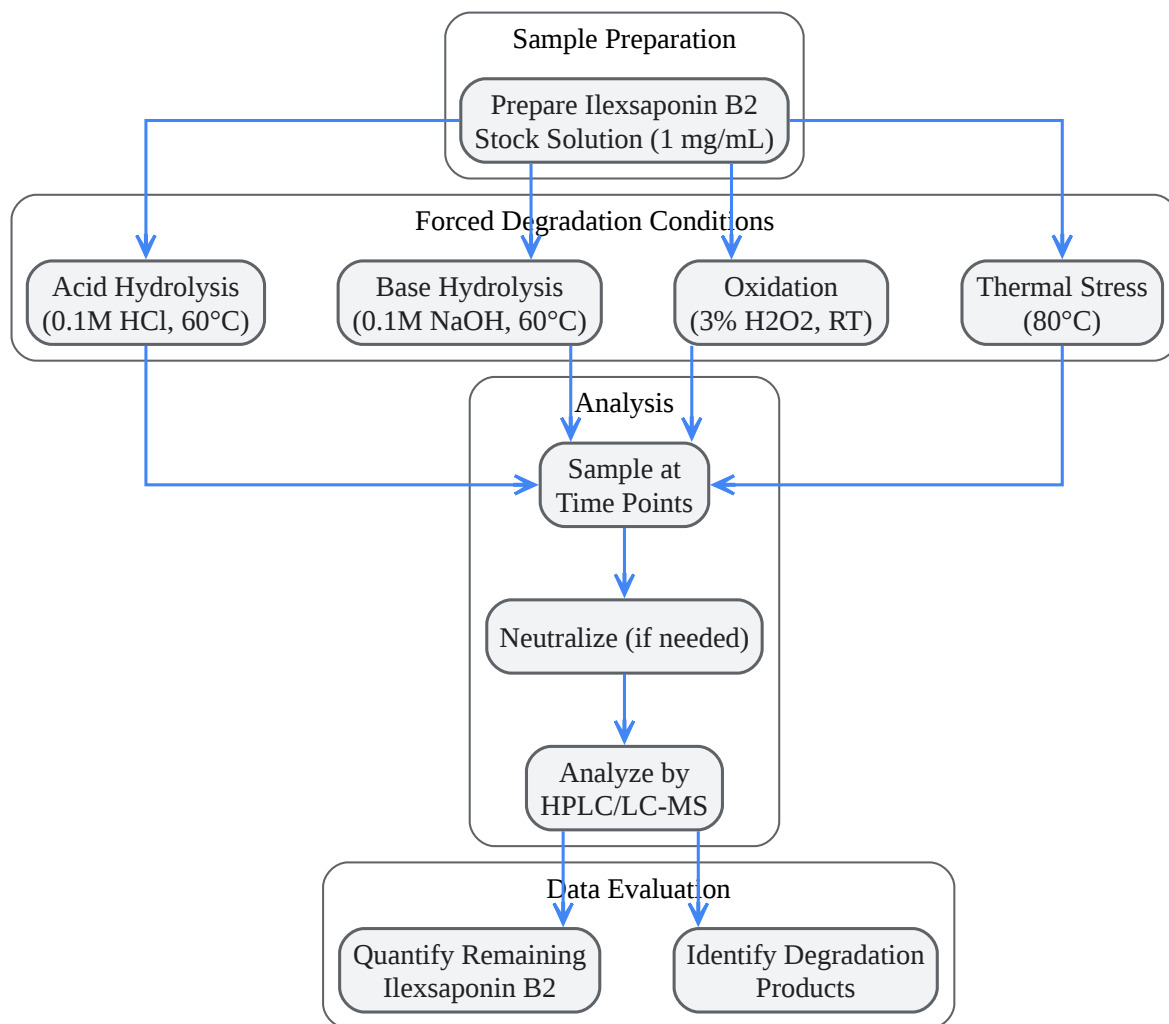 Sample Preparation
Prepare Ilexsaponin B2
Stock Solution (1 mg/mL)
Forced Degradation Conditions
Acid Hydrolysis
(0.1M HCl, 60°C)
Base Hydrolysis
(0.1M NaOH, 60°C)
Oxidation
(3% H2O2, RT)
Thermal Stress
(80°C)
Analysis
Sample at
Time Points
Neutralize (if needed)
Analyze by
HPLC/LC-MS
Data Evaluation
Quantify Remaining
Ilexsaponin B2
Identify Degradation
Products